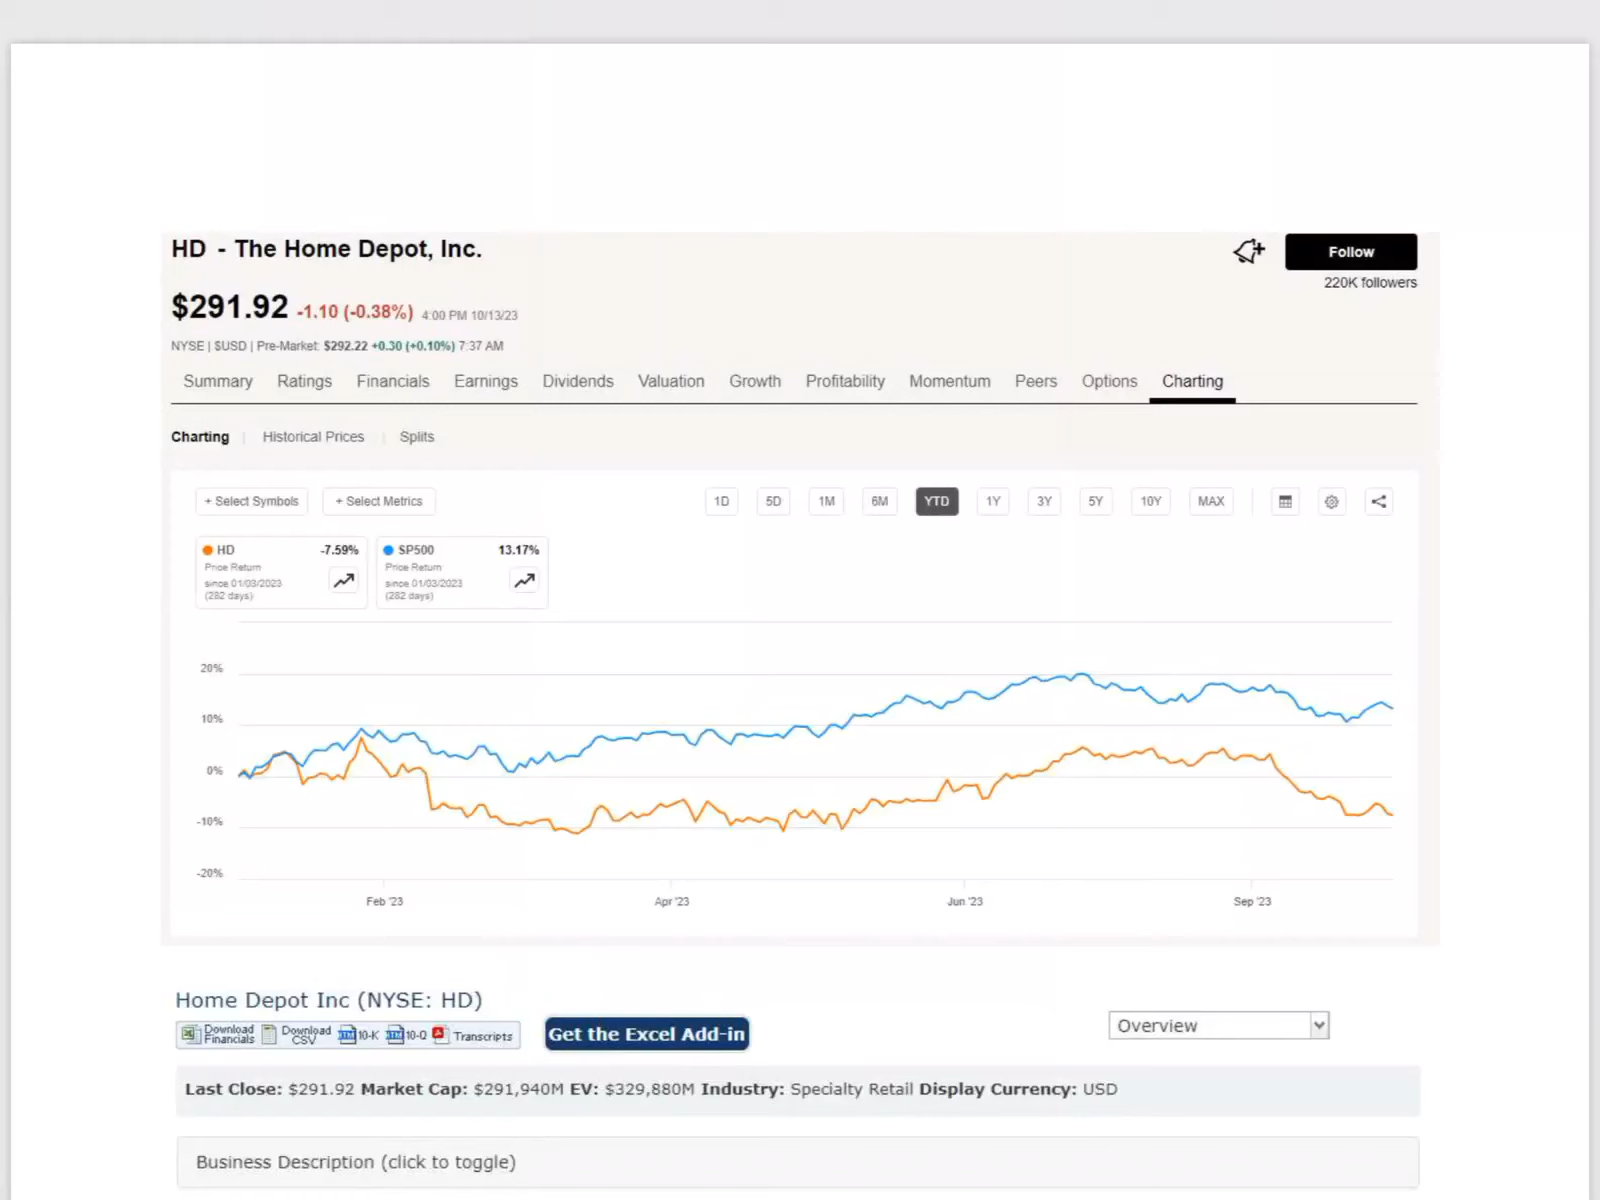 HD - The Home Depot, Inc.
Follow
220K followers
$291.92 -1.10 (-0.38%) 4:00 PM 10/13/23
NYSE | $USD | Pre-Market: $292.22 +0.30 (+0.10%) 7:37 AM
Summary Ratings Financials Earnings Dividends Valuation Growth Profitability Momentum Peers Options Charting
Charting | Historical Prices | Splits
+ Select Symbols + Select Metrics 1D 5D 1M 6M YTD 1Y 3Y 5Y 10Y MAX
HD -7.59% SP500 13.17%
Price Return Price Return
since 01/03/2023 since 01/03/2023
(282 days) (282 days)
20%
10%
0%
-10%
-20%
Feb '23 Apr '23 Jun '23 Sep '23
Home Depot Inc (NYSE: HD)
Download Financials Download CSV 10-K 10-Q Transcripts Get the Excel Add-in Overview
Last Close: $291.92 Market Cap: $291,940M EV: $329,880M Industry: Specialty Retail Display Currency: USD
Business Description (click to toggle)